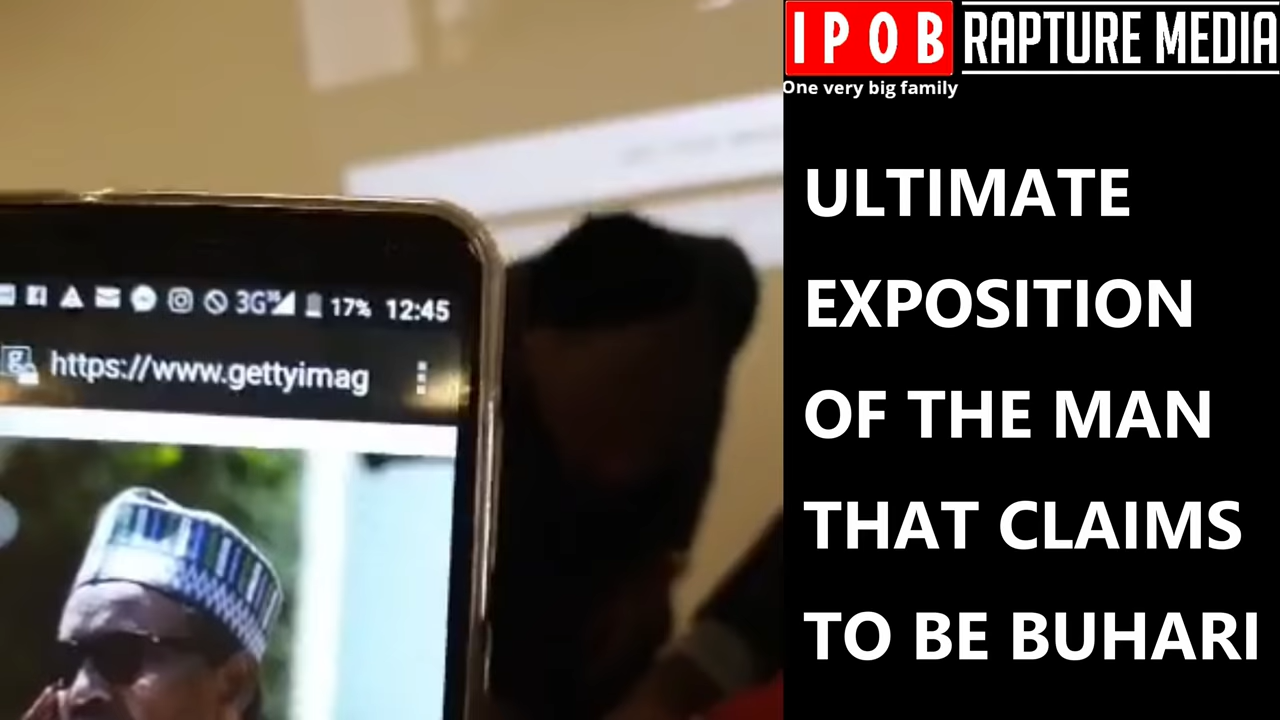 IPOB RAPTURE MEDIA
One very big family
ULTIMATE
EXPOSITION
OF THE MAN
THAT CLAIMS
TO BE BUHARI
3G 17% 12:45
https://www.gettyimag